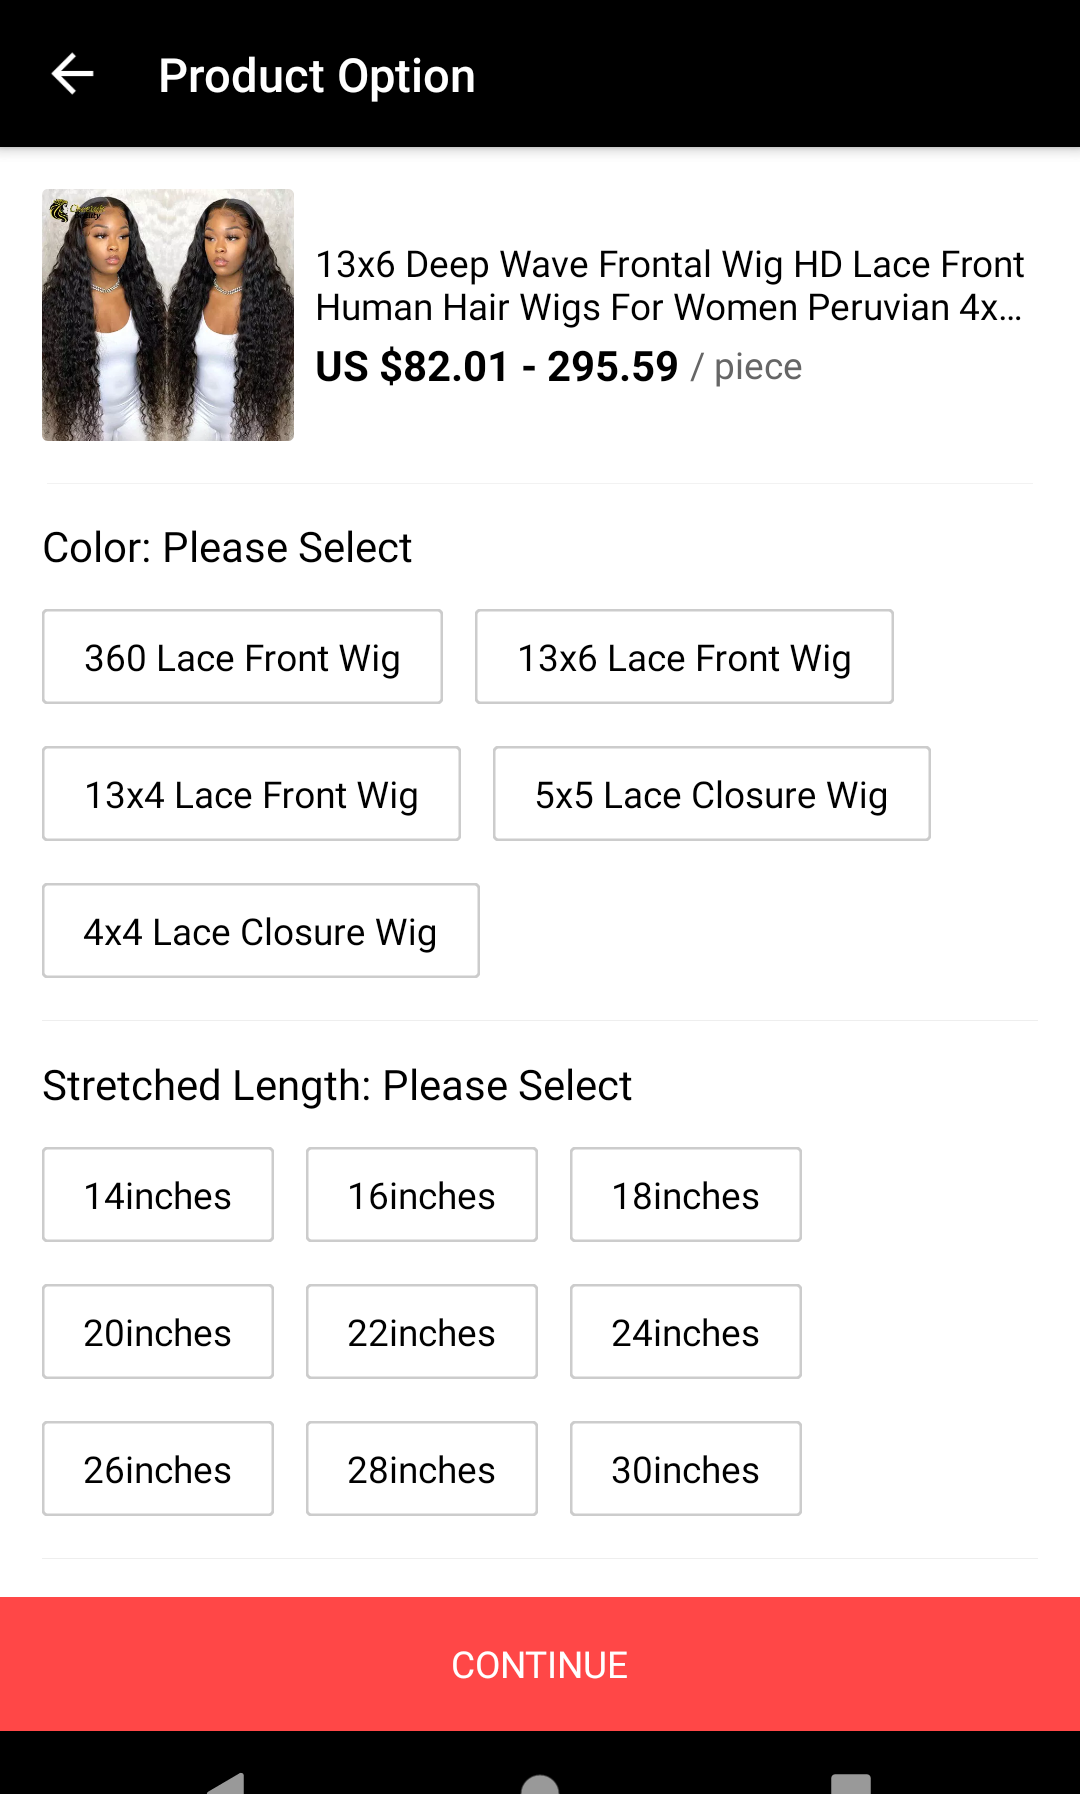 Product Option
13x6 Deep Wave Frontal Wig HD Lace Front
Human Hair Wigs For Women Peruvian 4x...
US $82.01 - 295.59 / piece
Color: Please Select
360 Lace Front Wig
13x6 Lace Front Wig
13x4 Lace Front Wig
5x5 Lace Closure Wig
4x4 Lace Closure Wig
Stretched Length: Please Select
14inches
16inches
18inches
20inches
22inches
24inches
26inches
28inches
30inches
CONTINUE